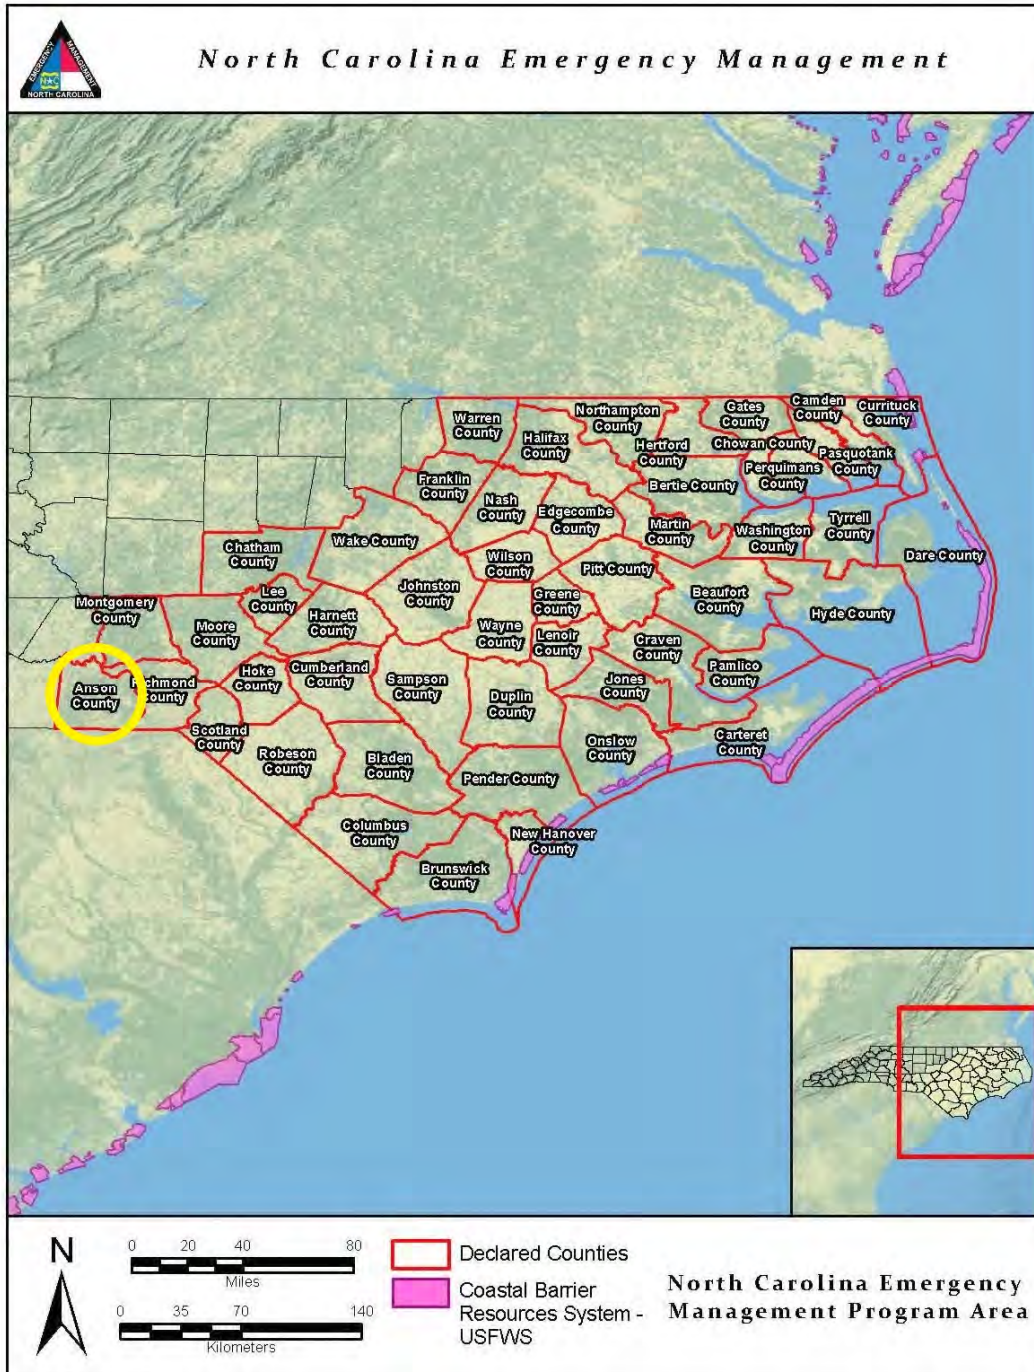 North Carolina Emergency Management
EMERGENCY
MANAGEMENT
N★C
NORTH CAROLINA
Warren
County
Northampton
County
Gates
County
Camden
County
Currituck
County
Halifax
County
Hertford
County
Chowan County
Pasquotank
County
Perquimans
County
Bertie County
Franklin
County
Nash
County
Edgecombe
County
Martin
County
Washington
County
Tyrrell
County
Dare County
Wake County
Chatham
County
Wilson
County
Pitt County
Beaufort
County
Hyde County
Johnston
County
Lee
County
Greene
County
Montgomery
County
Moore
County
Harnett
County
Wayne
County
Lenoir
County
Craven
County
Pamlico
County
Anson
County
Richmond
County
Hoke
County
Cumberland
County
Sampson
County
Duplin
County
Jones
County
Scotland
County
Robeson
County
Bladen
County
Onslow
County
Carteret
County
Pender County
Columbus
County
New Hanover
County
Brunswick
County
N
0 20 40 80
Miles
0 35 70 140
Kilometers
Declared Counties
Coastal Barrier
Resources System -
USFWS
North Carolina Emergency
Management Program Area